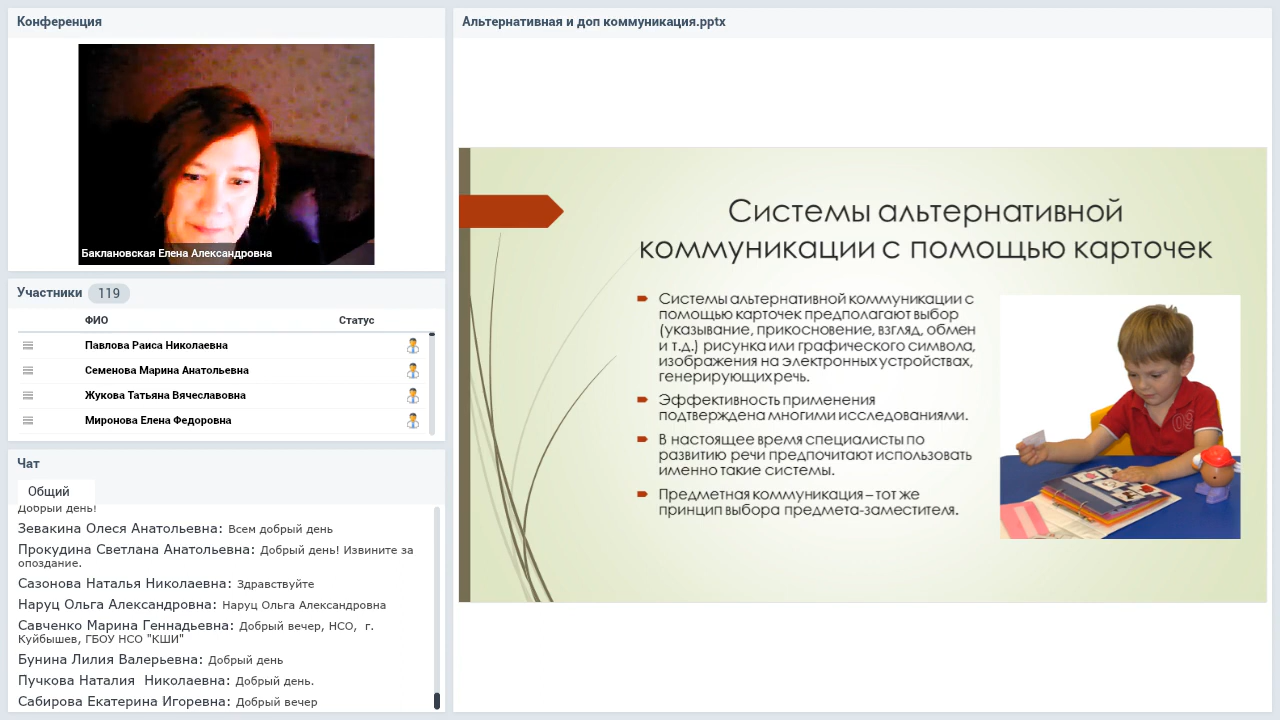 Конференция
Баклановская Елена Александровна
Участники 119
ФИО Статус
Павлова Раиса Николаевна
Семенова Марина Анатольевна
Жукова Татьяна Вячеславовна
Миронова Елена Федоровна
Чат
Общий
Добрый день!
Зевакина Олеся Анатольевна: Всем добрый день
Прокудина Светлана Анатольевна: Добрый день! Извините за
опоздание.
Сазонова Наталья Николаевна: Здравствуйте
Наруц Ольга Александровна: Наруц Ольга Александровна
Савченко Марина Геннадьевна: Добрый вечер, НСО, г.
Куйбышев, ГБОУ НСО "КШИ"
Бунина Лилия Валерьевна: Добрый день
Пучкова Наталия Николаевна: Добрый день.
Сабирова Екатерина Игоревна: Добрый вечер
Альтернативная и доп коммуникация.pptx
Системы альтернативной
коммуникации с помощью карточек
Системы альтернативной коммуникации с
помощью карточек предполагают выбор
(указывание, прикосновение, взгляд, обмен
и т.д.) рисунка или графического символа,
изображения на электронных устройствах,
генерирующих речь.
Эффективность применения
подтверждена многими исследованиями.
В настоящее время специалисты по
развитию речи предпочитают использовать
именно такие системы.
Предметная коммуникация – тот же
принцип выбора предмета-заместителя.